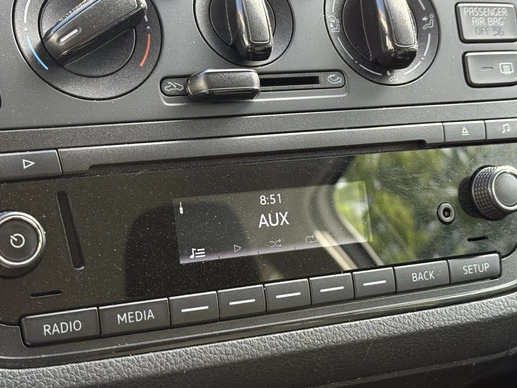 PASSENGER
AIR BAG
OFF
8:51
AUX
RADIO
MEDIA
BACK
SETUP